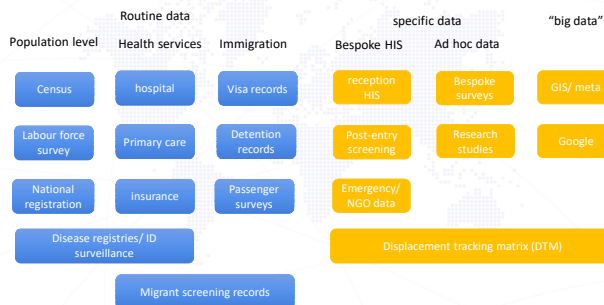 Routine data
specific data
“big data”
Population level
Health services
Immigration
Bespoke HIS
Ad hoc data
Census
hospital
Visa records
reception
HIS
Bespoke
surveys
GIS/ meta
Labour force
survey
Primary care
Detention
records
Post-entry
screening
Research
studies
Google
National
registration
insurance
Passenger
surveys
Emergency/
NGO data
Disease registries/ ID
surveillance
Displacement tracking matrix (DTM)
Migrant screening records